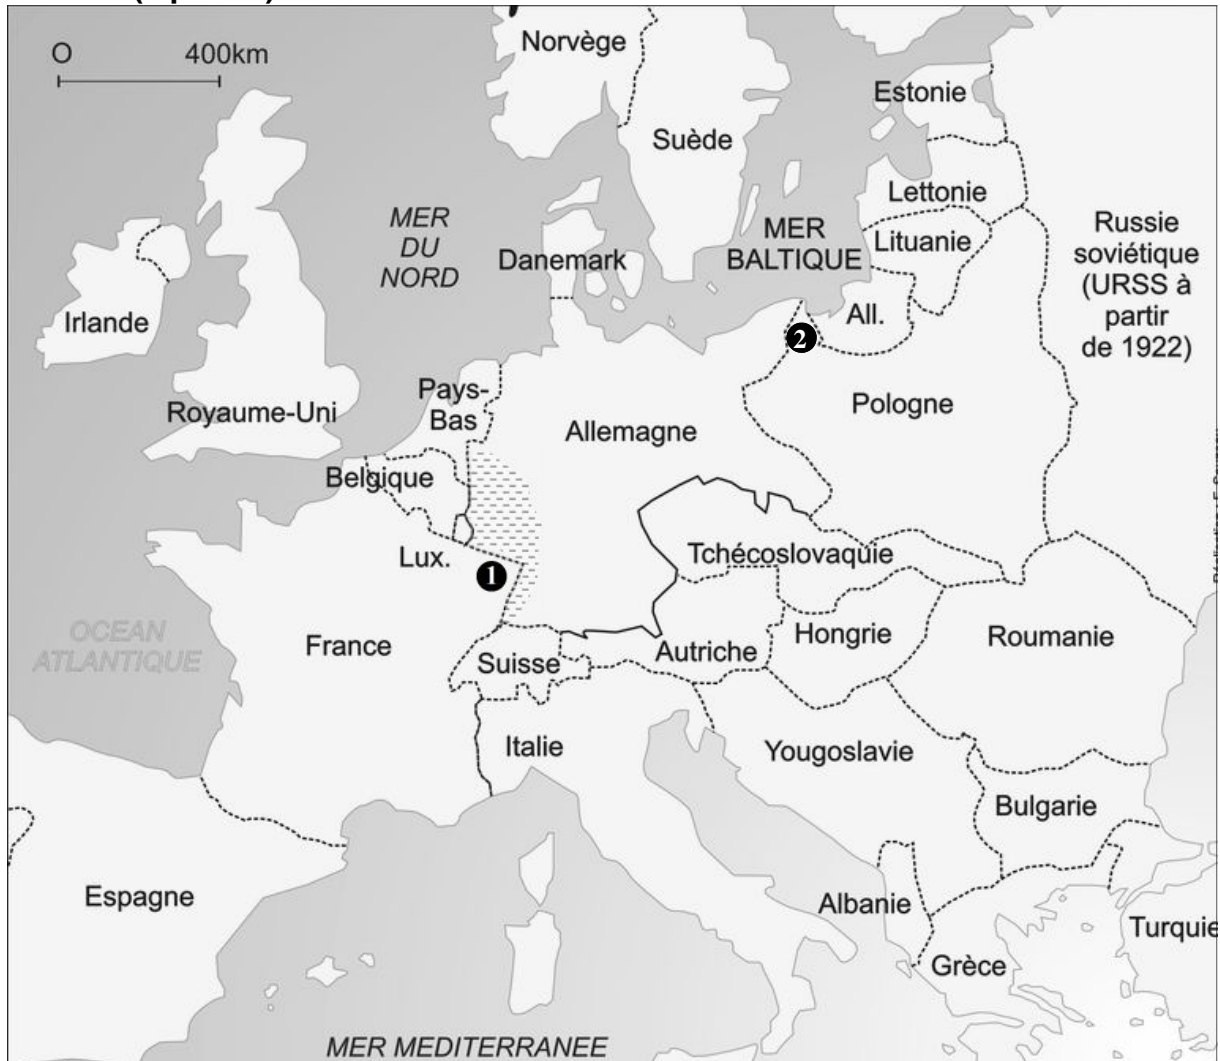 O 400km
Norvège
Estonie
Suède
Lettonie
MER
DU
NORD
MER
BALTIQUE
Lituanie
Russie
soviétique
(URSS à
partir
de 1922)
Danemark
Irlande
All.
2
Pays-
Bas
Royaume-Uni
Allemagne
Pologne
Belgique
Tchécoslovaquie
Lux.
1
OCEAN
ATLANTIQUE
France
Suisse
Autriche
Hongrie
Roumanie
Italie
Yougoslavie
Bulgarie
Espagne
Albanie
Turquie
Grèce
MER MEDITERRANEE